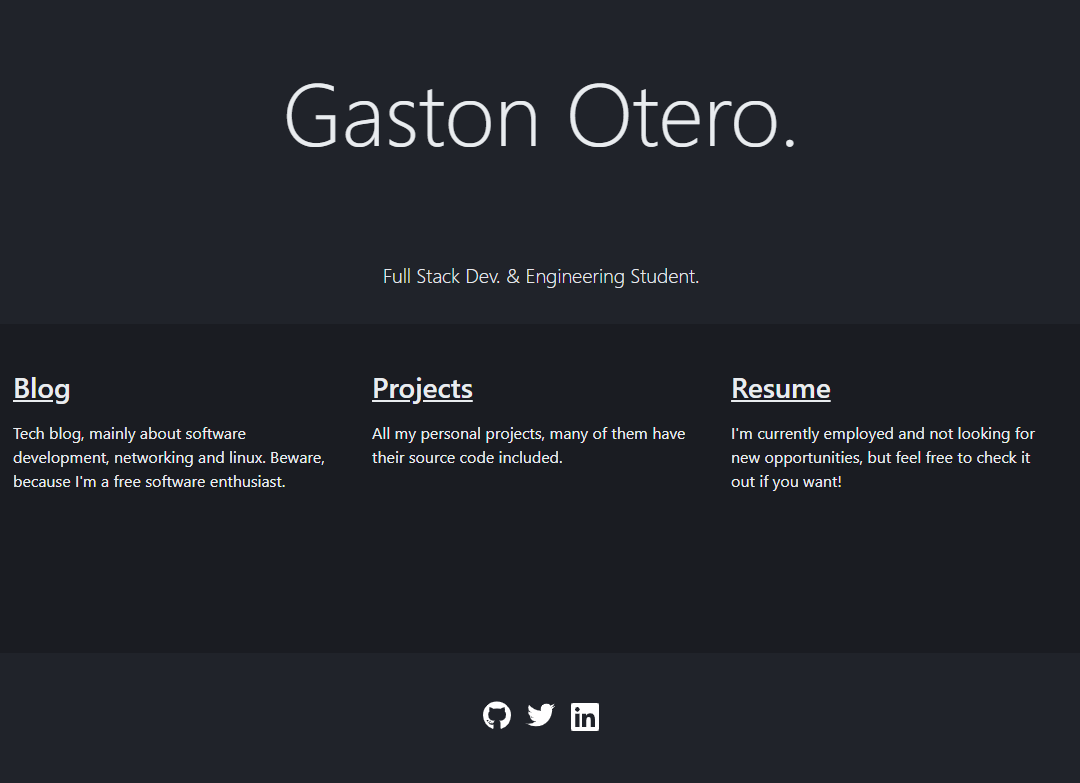 Gaston Otero.
Full Stack Dev. & Engineering Student.
Blog
Tech blog, mainly about software
development, networking and linux. Beware,
because I'm a free software enthusiast.
Projects
All my personal projects, many of them have
their source code included.
Resume
I'm currently employed and not looking for
new opportunities, but feel free to check it
out if you want!
in